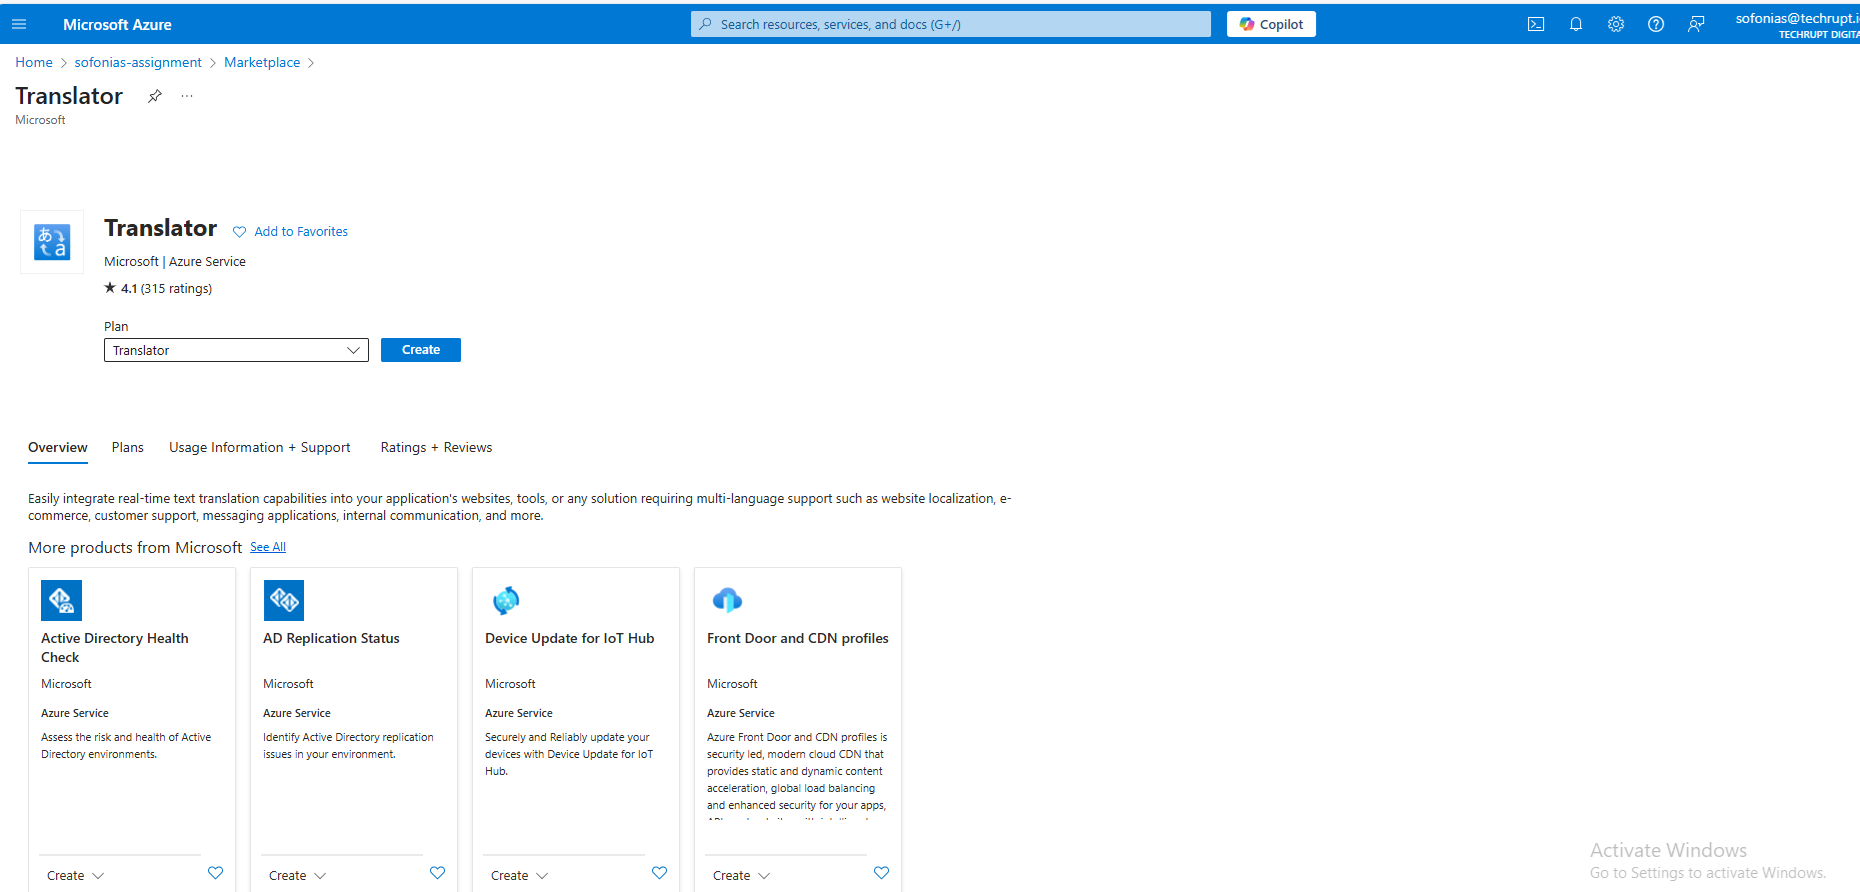 Microsoft Azure
Search resources, services, and docs (G+/)
Copilot
sofonias@techrupt.i
TECHRUPT DIGITA
Home > sofonias-assignment > Marketplace >
Translator
...
Microsoft
あ
a
Translator
Add to Favorites
Microsoft | Azure Service
★ 4.1 (315 ratings)
Plan
Translator
Create
Overview
Plans
Usage Information + Support
Ratings + Reviews
Easily integrate real-time text translation capabilities into your application's websites, tools, or any solution requiring multi-language support such as website localization, e-
commerce, customer support, messaging applications, internal communication, and more.
More products from Microsoft See All
Active Directory Health
Check
Microsoft
Azure Service
Assess the risk and health of Active
Directory environments.
Create
AD Replication Status
Microsoft
Azure Service
Identify Active Directory replication
issues in your environment.
Create
Device Update for IoT Hub
Microsoft
Azure Service
Securely and Reliably update your
devices with Device Update for IoT
Hub.
Create
Front Door and CDN profiles
Microsoft
Azure Service
Azure Front Door and CDN profiles is
security led, modern cloud CDN that
provides static and dynamic content
acceleration, global load balancing
and enhanced security for your apps,
Create
Activate Windows
Go to Settings to activate Windows.